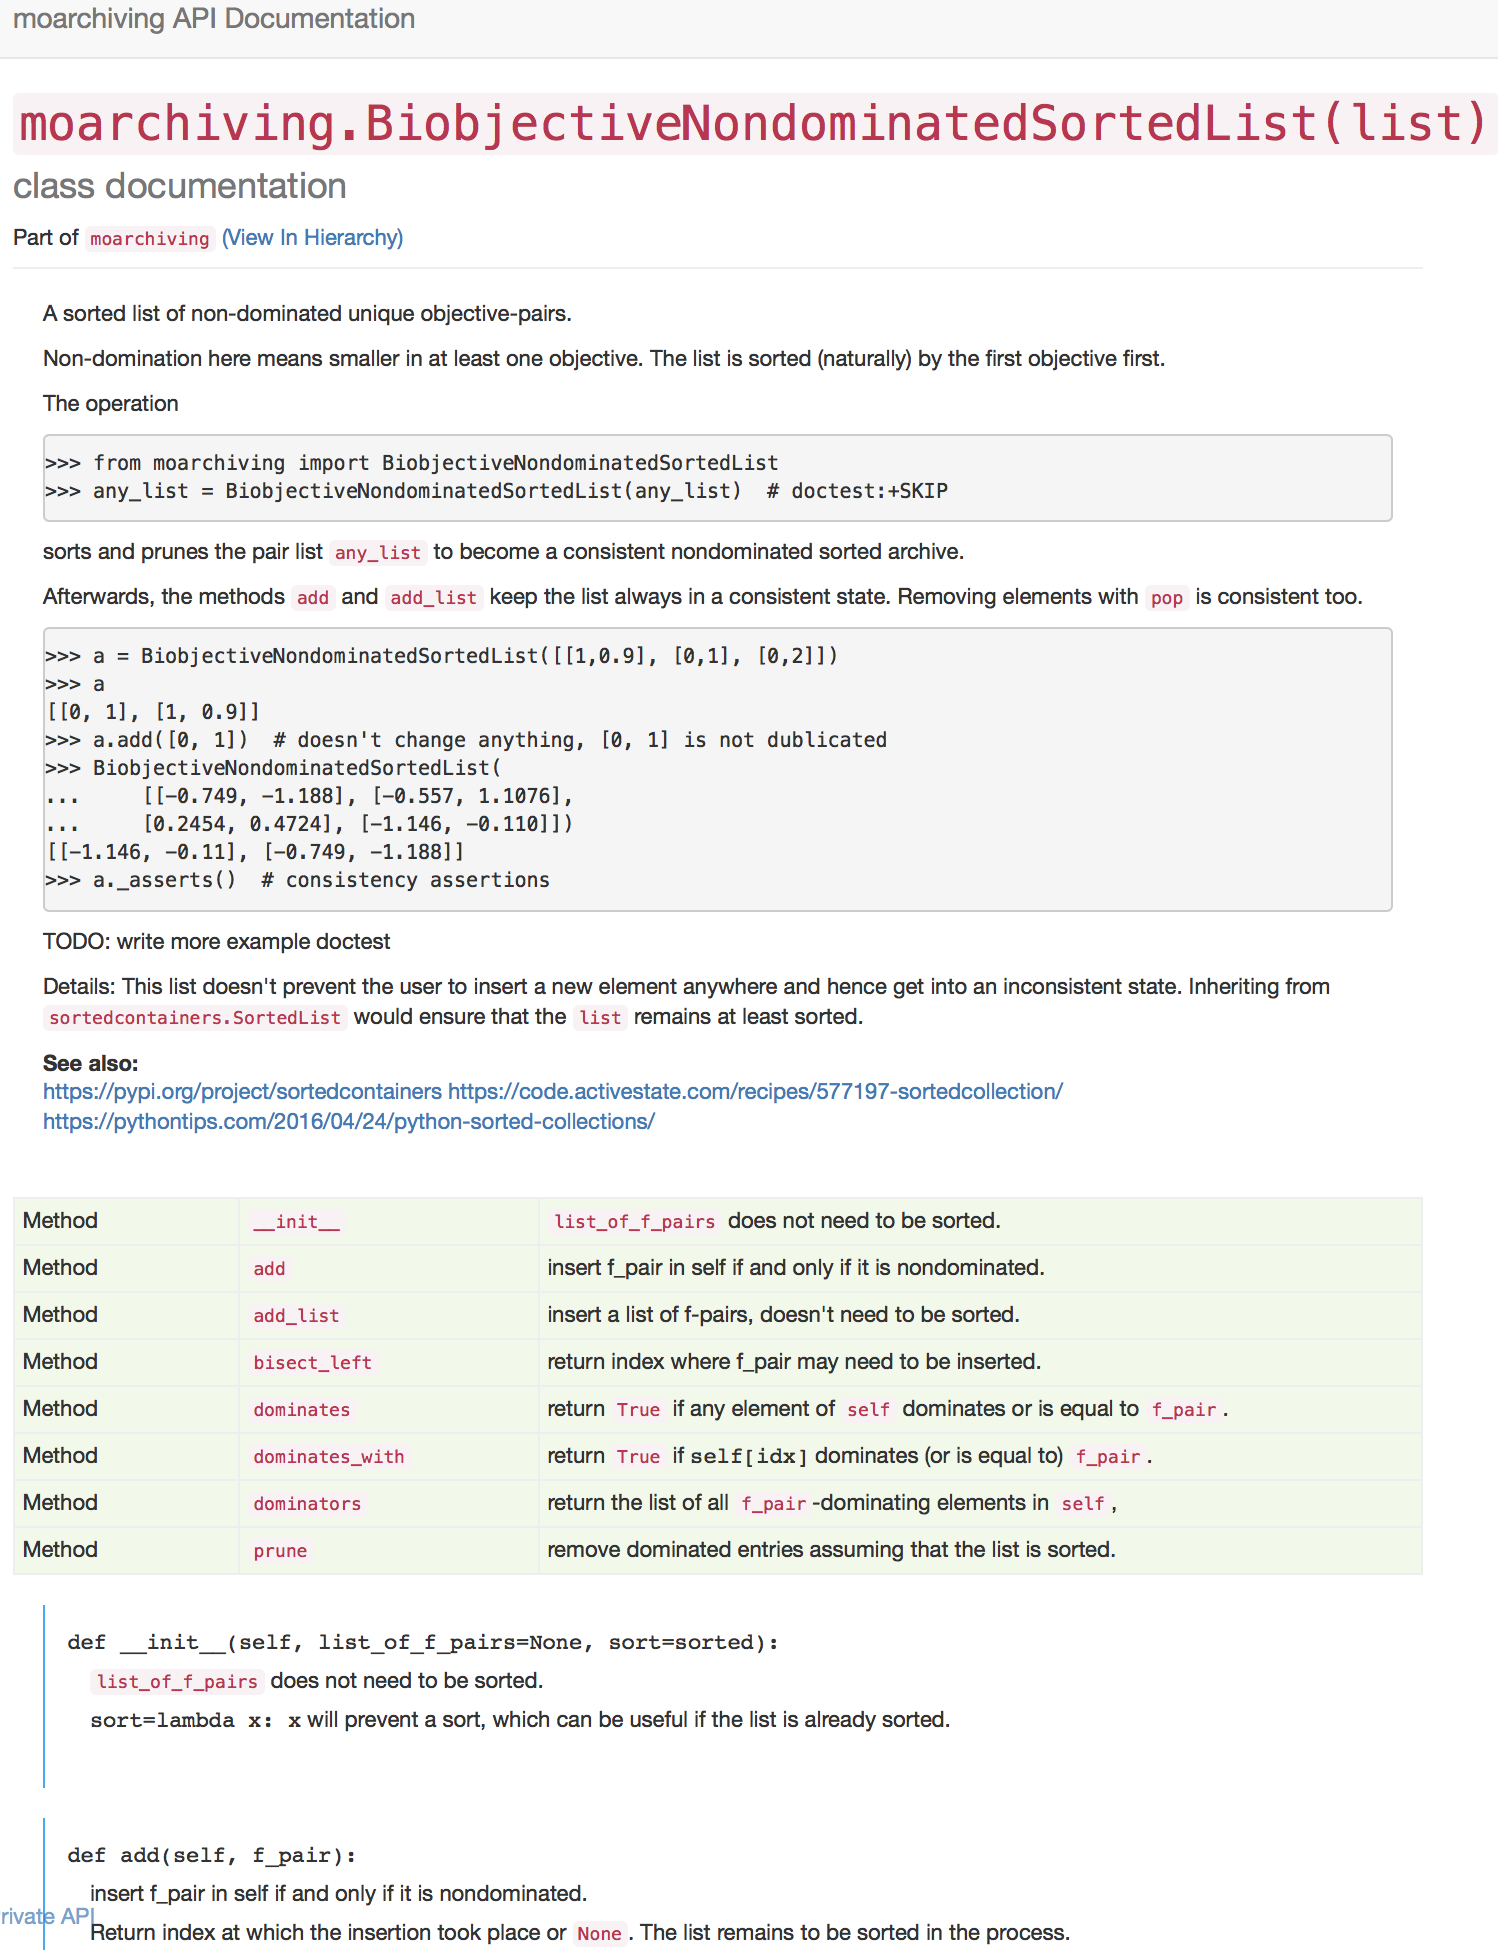 moarchiving API Documentation
moarchiving.BiobjectiveNondominatedSortedList(list)
class documentation
Part of moarchiving (View In Hierarchy)
A sorted list of non-dominated unique objective-pairs.
Non-domination here means smaller in at least one objective. The list is sorted (naturally) by the first objective first.
The operation
>>> from moarchiving import BiobjectiveNondominatedSortedList
>>> any_list = BiobjectiveNondominatedSortedList(any_list)  # doctest:+SKIP
sorts and prunes the pair list any_list to become a consistent nondominated sorted archive.
Afterwards, the methods add and add_list keep the list always in a consistent state. Removing elements with pop is consistent too.
>>> a = BiobjectiveNondominatedSortedList([[1,0.9], [0,1], [0,2]])
>>> a
[[0, 1], [1, 0.9]]
>>> a.add([0, 1])  # doesn't change anything, [0, 1] is not dublicated
>>> BiobjectiveNondominatedSortedList(
...     [[-0.749, -1.188], [-0.557, 1.1076],
...     [0.2454, 0.4724], [-1.146, -0.110]])
[[-1.146, -0.11], [-0.749, -1.188]]
>>> a._asserts()  # consistency assertions
TODO: write more example doctest
Details: This list doesn't prevent the user to insert a new element anywhere and hence get into an inconsistent state. Inheriting from
sortedcontainers.SortedList would ensure that the list remains at least sorted.
See also:
https://pypi.org/project/sortedcontainers https://code.activestate.com/recipes/577197-sortedcollection/
https://pythontips.com/2016/04/24/python-sorted-collections/
Method __init__ list_of_f_pairs does not need to be sorted.
Method add insert f_pair in self if and only if it is nondominated.
Method add_list insert a list of f-pairs, doesn't need to be sorted.
Method bisect_left return index where f_pair may need to be inserted.
Method dominates return True if any element of self dominates or is equal to f_pair.
Method dominates_with return True if self[idx] dominates (or is equal to) f_pair.
Method dominators return the list of all f_pair-dominating elements in self,
Method prune remove dominated entries assuming that the list is sorted.
def __init__(self, list_of_f_pairs=None, sort=sorted):
list_of_f_pairs does not need to be sorted.
sort=lambda x: x will prevent a sort, which can be useful if the list is already sorted.
def add(self, f_pair):
insert f_pair in self if and only if it is nondominated.
rivate API
Return index at which the insertion took place or None. The list remains to be sorted in the process.